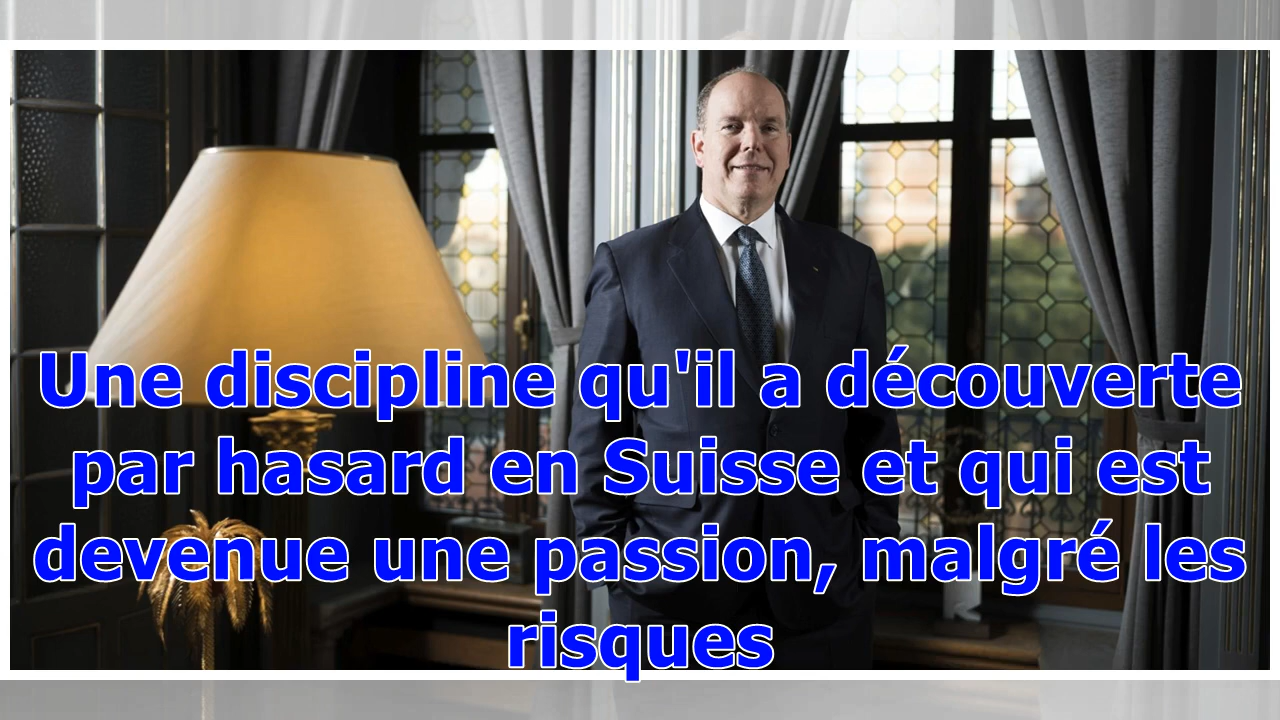 Une discipline qu'il a découverte
par hasard en Suisse et qui est
devenue une passion, malgré les
risques